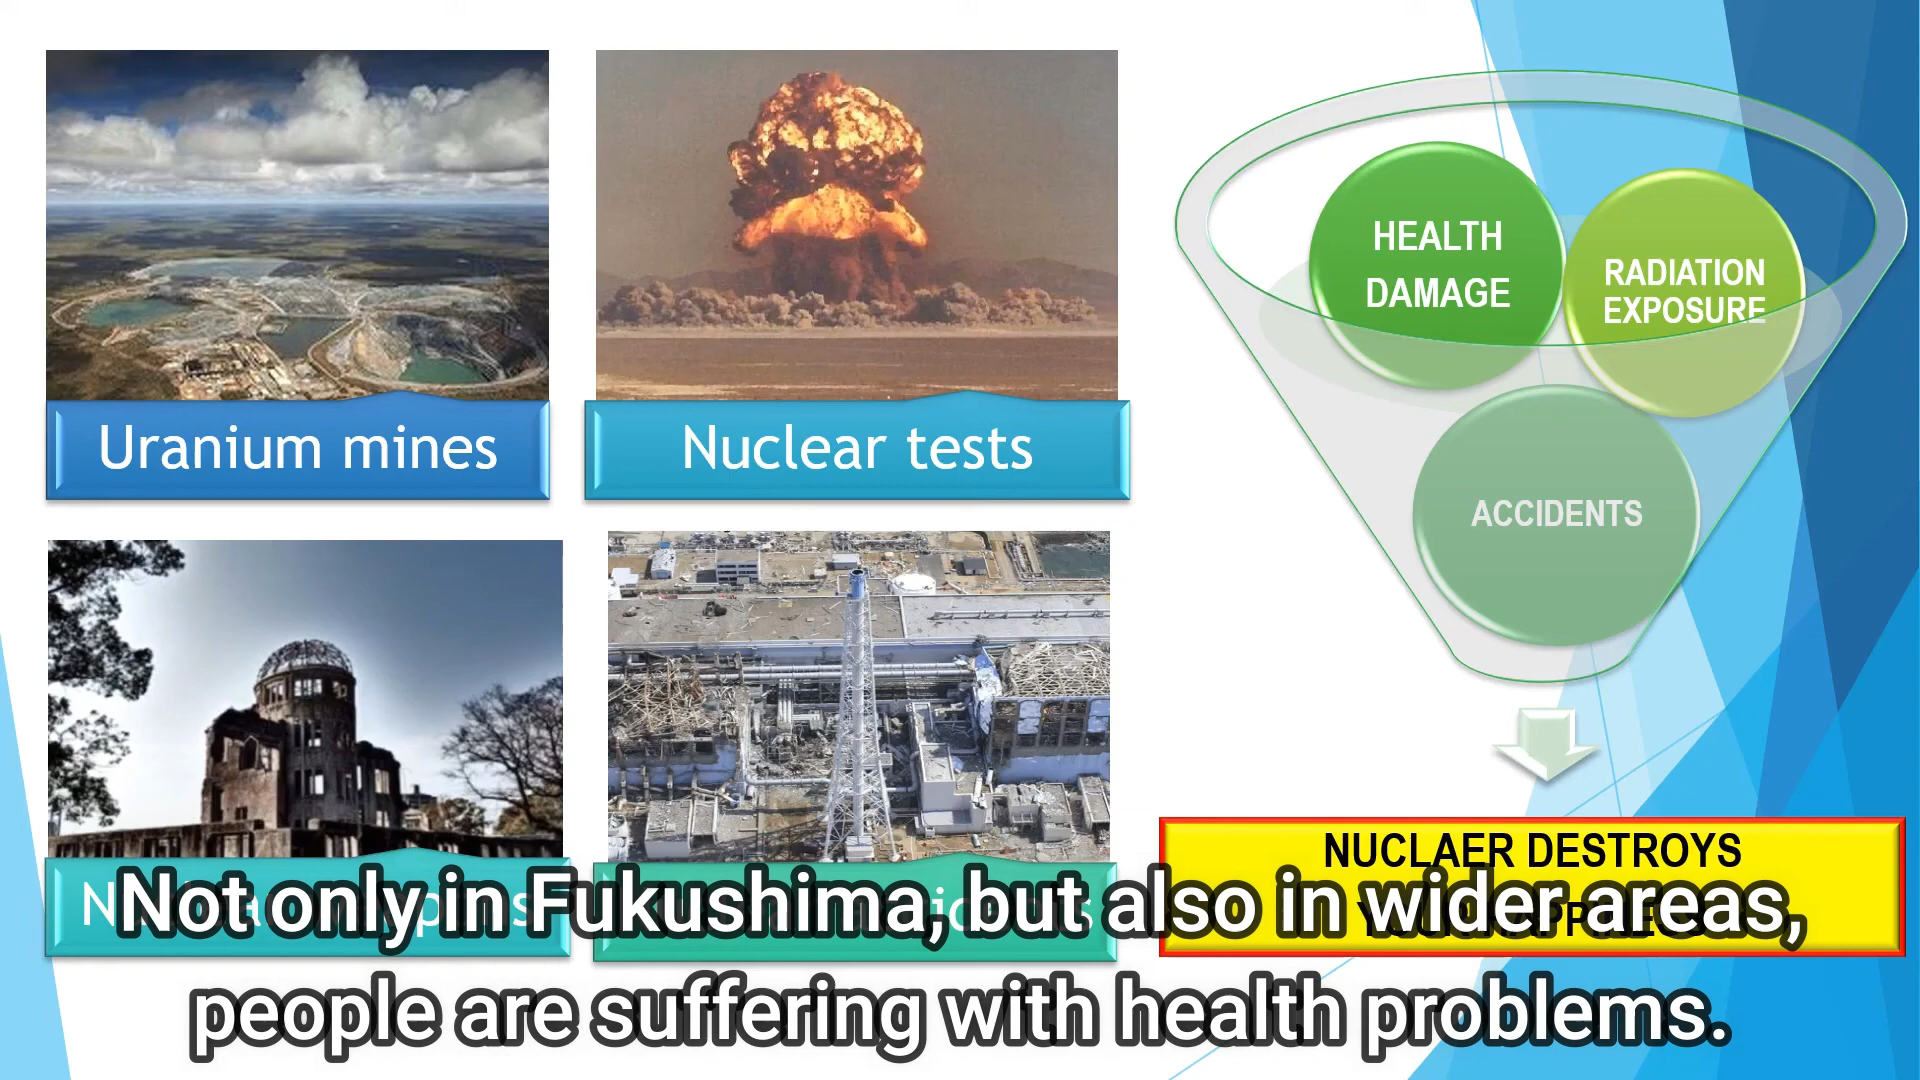 Uranium mines
Nuclear tests
HEALTH
DAMAGE
RADIATION
EXPOSURE
ACCIDENTS
NUCLAER DESTROYS
Not only in Fukushima, but also in wider areas,
people are suffering with health problems.